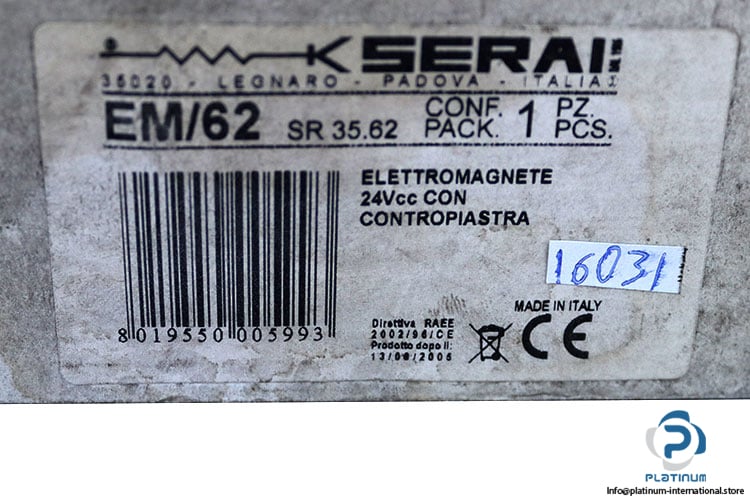 SERAI
35020 - LEGNARO - PADOVA - ITALIA
EM/62 SR 35.62 CONF. PACK. 1 PZ. PCS.
ELETTROMAGNETE
24Vcc CON
CONTROPIASTRA
16031
8 019550 005993
Direttiva RAEE
2002/96/CE
Prodotto dopo il:
13/08/2005
MADE IN ITALY
CE
PLATINUM
Info@platinum-international.store